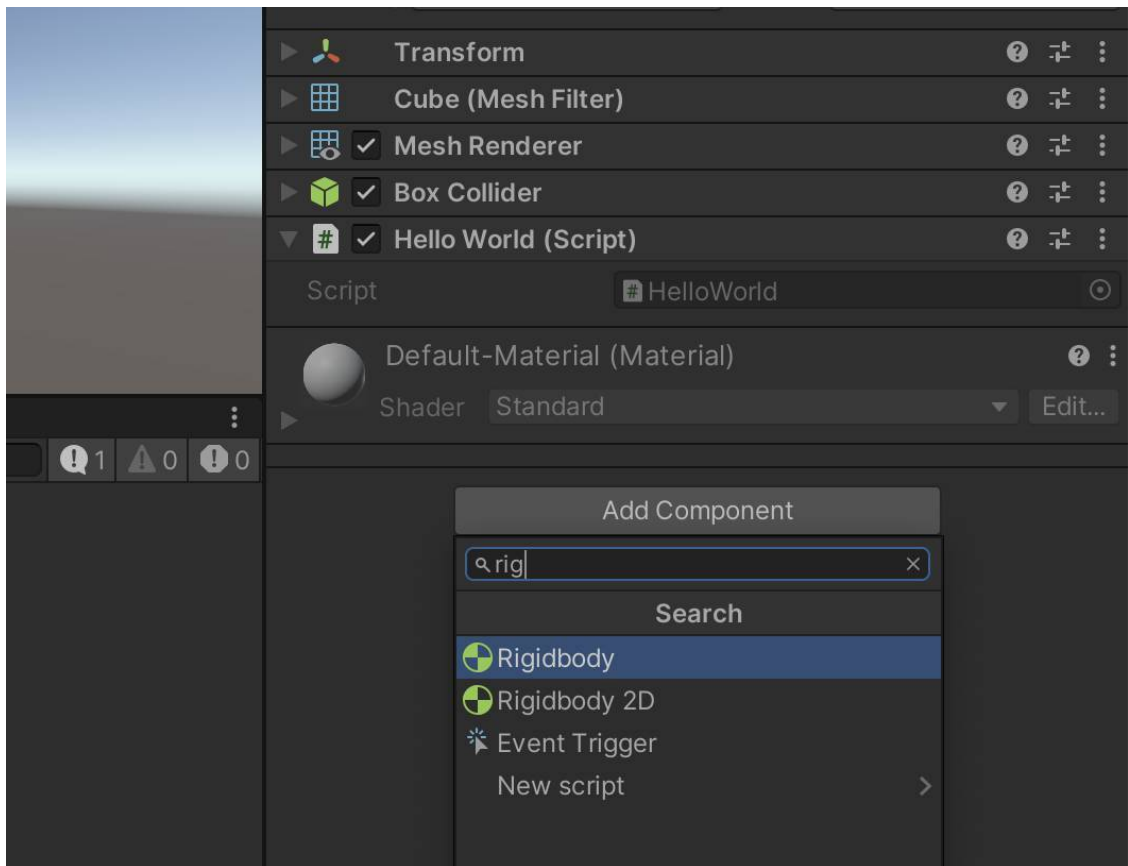 Transform
Cube (Mesh Filter)
Mesh Renderer
Box Collider
# Hello World (Script)
Script # HelloWorld
Default-Material (Material)
Shader Standard Edit...
1 0 0
Add Component
rig
Search
Rigidbody
Rigidbody 2D
Event Trigger
New script